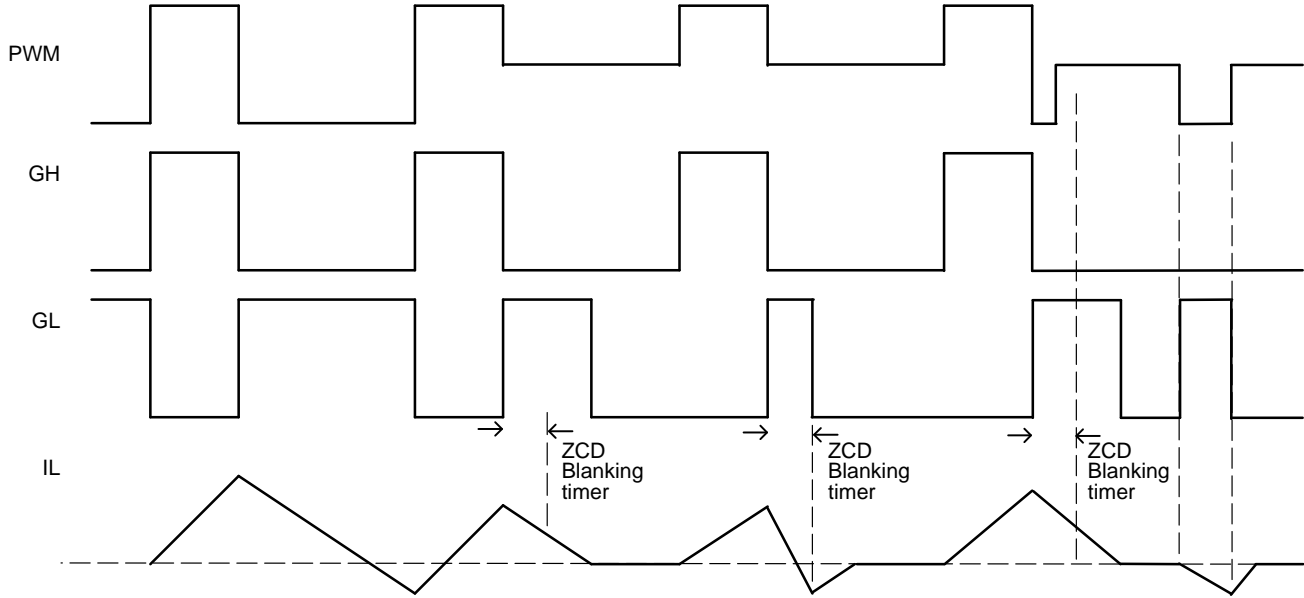 PWM
GH
GL
IL
ZCD
Blanking
timer
ZCD
Blanking
timer
ZCD
Blanking
timer